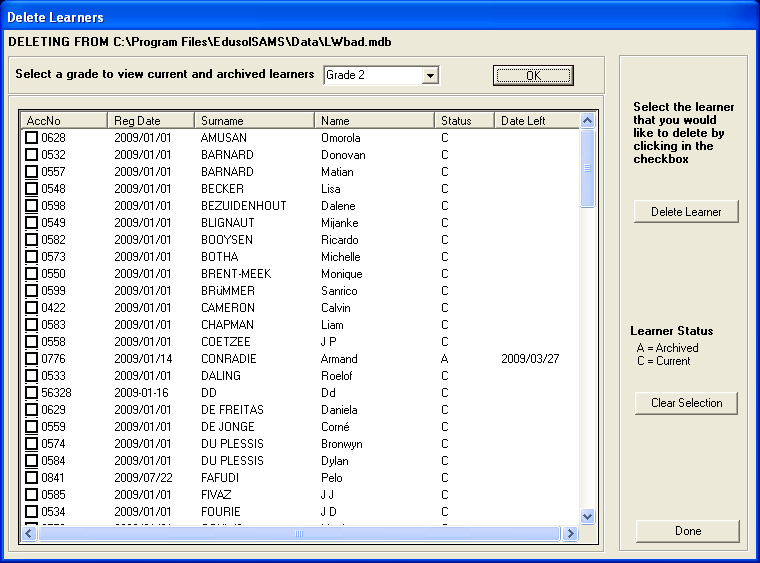 Delete Learners
DELETING FROM C:\Program Files\EdusolSAMS\Data\LWbad.mdb
Select a grade to view current and archived learners Grade 2 OK
AccNo Reg Date Surname Name Status Date Left
0628 2009/01/01 AMUSAN Omorola C
0532 2009/01/01 BARNARD Donovan C
0557 2009/01/01 BARNARD Matian C
0548 2009/01/01 BECKER Lisa C
0598 2009/01/01 BEZUIDENHOUT Dalene C
0549 2009/01/01 BLIGNAUT Mijanke C
0582 2009/01/01 BOOYSEN Ricardo C
0573 2009/01/01 BOTHA Michelle C
0550 2009/01/01 BRENT-MEEK Monique C
0599 2009/01/01 BRüMMER Sanrico C
0422 2009/01/01 CAMERON Calvin C
0583 2009/01/01 CHAPMAN Liam C
0558 2009/01/01 COETZEE J P C
0776 2009/01/14 CONRADIE Armand A 2009/03/27
0533 2009/01/01 DALING Roelof C
56328 2009-01-16 DD Dd C
0629 2009/01/01 DE FREITAS Daniela C
0559 2009/01/01 DE JONGE Corné C
0574 2009/01/01 DU PLESSIS Bronwyn C
0584 2009/01/01 DU PLESSIS Dylan C
0841 2009/07/22 FAFUDI Pelo C
0585 2009/01/01 FIVAZ J J C
0534 2009/01/01 FOURIE J D C
Select the learner
that you would
like to delete by
clicking in the
checkbox
Delete Learner
Learner Status
A = Archived
C = Current
Clear Selection
Done